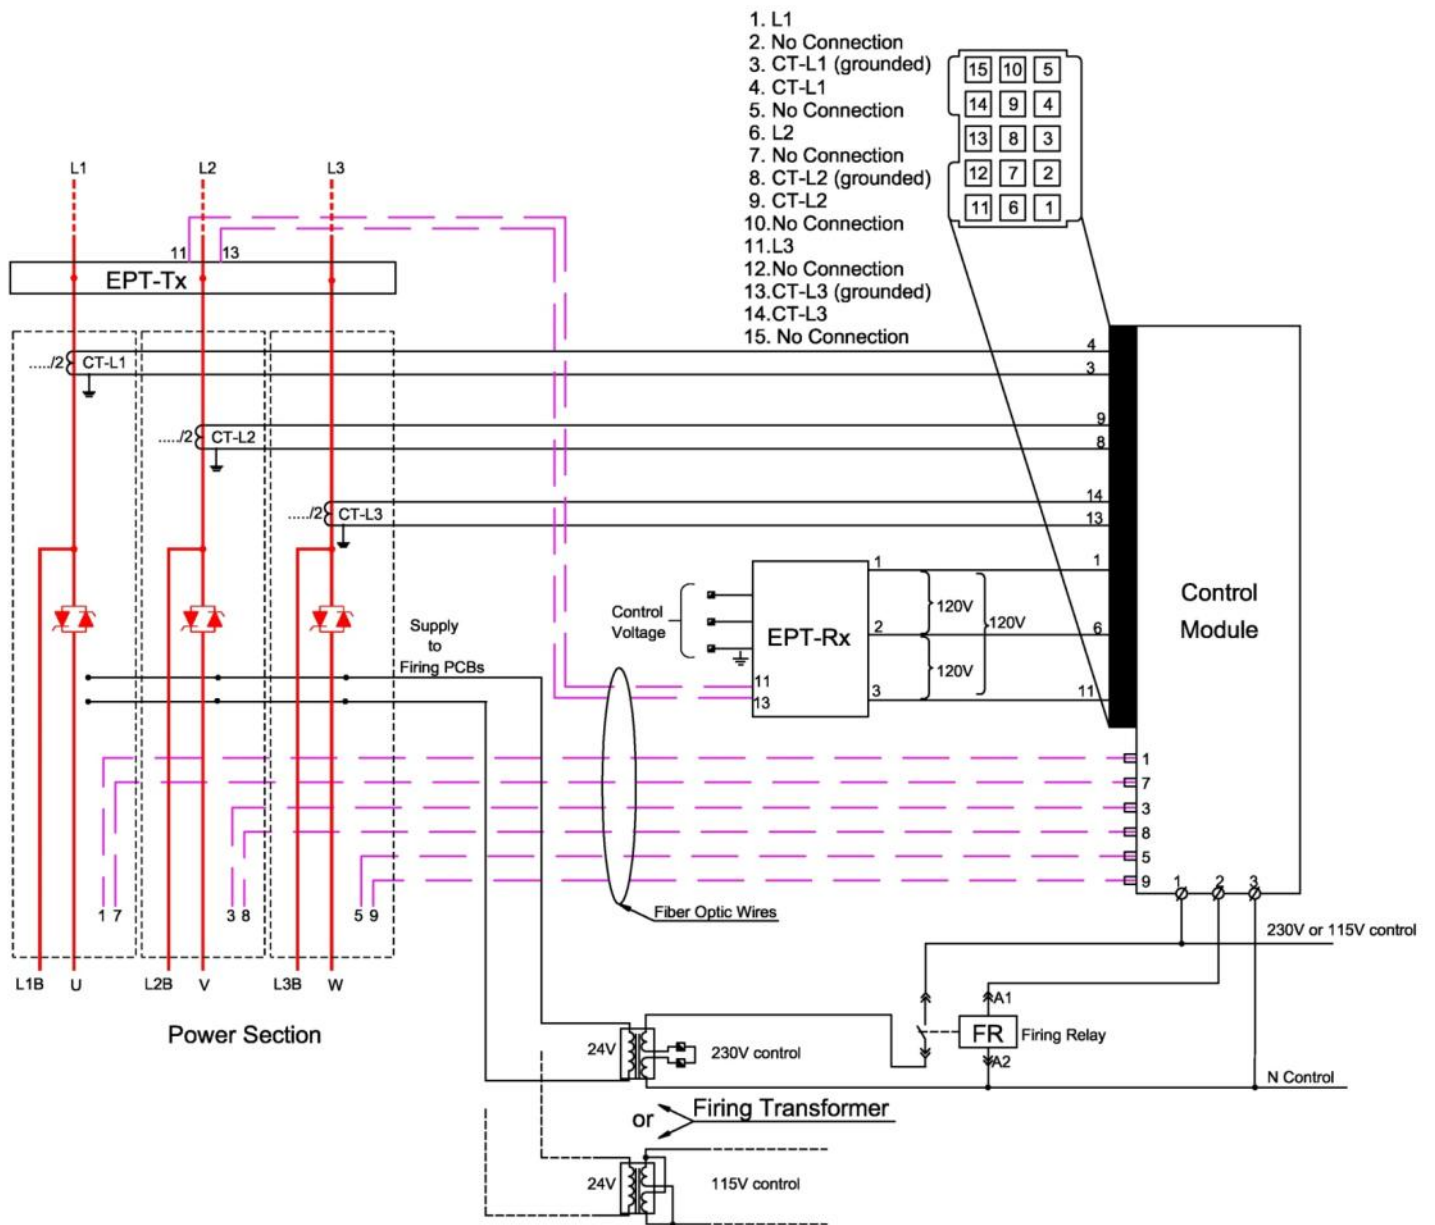 1. L1
2. No Connection
3. CT-L1 (grounded)
4. CT-L1
5. No Connection
6. L2
7. No Connection
8. CT-L2 (grounded)
9. CT-L2
10.No Connection
11.L3
12.No Connection
13.CT-L3 (grounded)
14.CT-L3
15. No Connection
15 10 5
14 9 4
13 8 3
12 7 2
11 6 1
L1 L2 L3
11 13
EPT-Tx
...../2 CT-L1
4
3
...../2 CT-L2
9
8
...../2 CT-L3
14
13
Control
Voltage
EPT-Rx
1
2
3
11
13
120V
120V
120V
1
6
11
Control
Module
Supply
to
Firing PCBs
1
7
3
8
5
9
1 7 3 8 5 9
Fiber Optic Wires
1 2 3
230V or 115V control
L1B U L2B V L3B W
Power Section
A1
FR Firing Relay
A2
24V 230V control
N Control
or Firing Transformer
24V 115V control